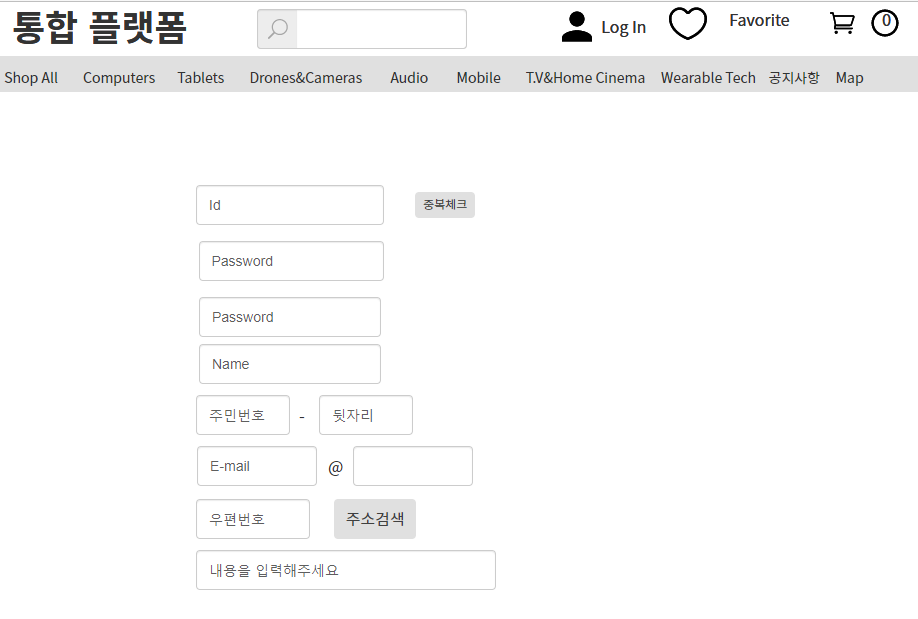 통합 플랫폼 Log In Favorite 0
Shop All Computers Tablets Drones&Cameras Audio Mobile T.V&Home Cinema Wearable Tech 공지사항 Map
Id 중복체크
Password
Password
Name
주민번호 - 뒷자리
E-mail @
우편번호 주소검색
내용을 입력해주세요